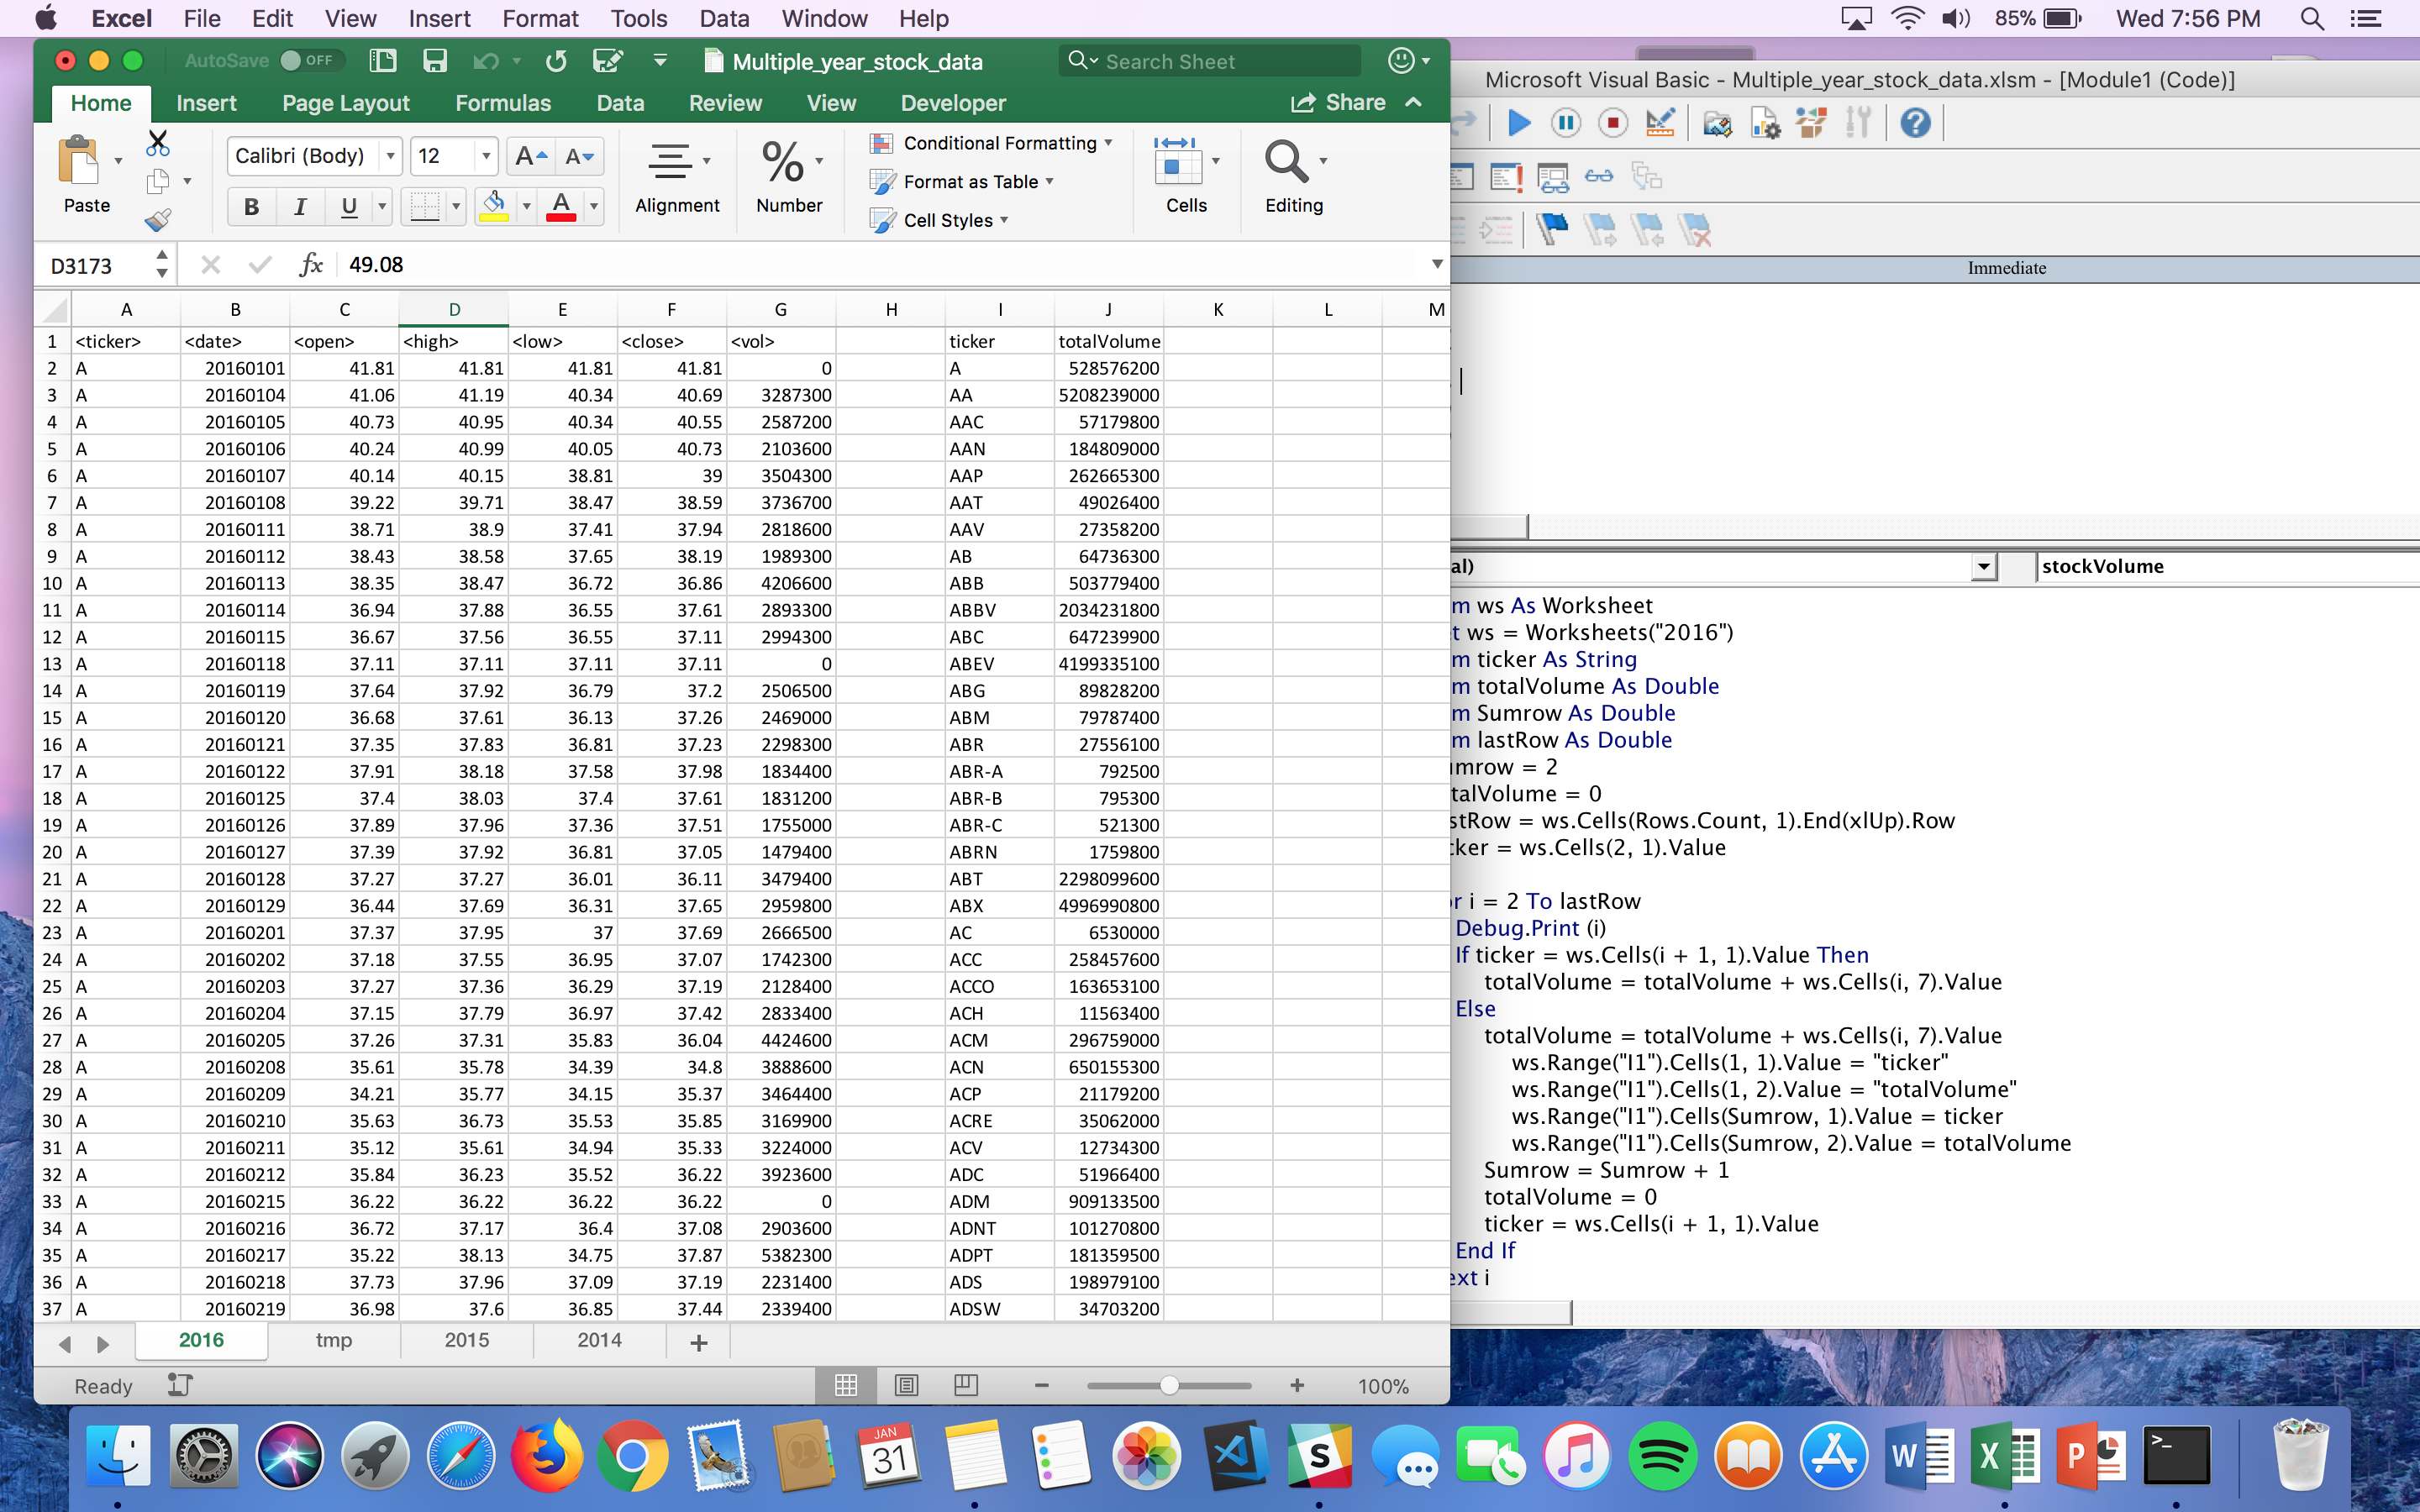 Excel File Edit View Insert Format Tools Data Window Help 85% Wed 7:56 PM
AutoSave OFF Multiple_year_stock_data Search Sheet
Home Insert Page Layout Formulas Data Review View Developer Share
Paste Calibri (Body) 12 A A B I U A Alignment % Number Conditional Formatting Format as Table Cell Styles Cells Editing
D3173 fx 49.08
A B C D E F G H I J K L M
1 <ticker> <date> <open> <high> <low> <close> <vol> ticker totalVolume
2 A 20160101 41.81 41.81 41.81 41.81 0 A 528576200
3 A 20160104 41.06 41.19 40.34 40.69 3287300 AA 5208239000
4 A 20160105 40.73 40.95 40.34 40.55 2587200 AAC 57179800
5 A 20160106 40.24 40.99 40.05 40.73 2103600 AAN 184809000
6 A 20160107 40.14 40.15 38.81 39 3504300 AAP 262665300
7 A 20160108 39.22 39.71 38.47 38.59 3736700 AAT 49026400
8 A 20160111 38.71 38.9 37.41 37.94 2818600 AAV 27358200
9 A 20160112 38.43 38.58 37.65 38.19 1989300 AB 64736300
10 A 20160113 38.35 38.47 36.72 36.86 4206600 ABB 503779400
11 A 20160114 36.94 37.88 36.55 37.61 2893300 ABBV 2034231800
12 A 20160115 36.67 37.56 36.55 37.11 2994300 ABC 647239900
13 A 20160118 37.11 37.11 37.11 37.11 0 ABEV 4199335100
14 A 20160119 37.64 37.92 36.79 37.2 2506500 ABG 89828200
15 A 20160120 36.68 37.61 36.13 37.26 2469000 ABM 79787400
16 A 20160121 37.35 37.83 36.81 37.23 2298300 ABR 27556100
17 A 20160122 37.91 38.18 37.58 37.98 1834400 ABR-A 792500
18 A 20160125 37.4 38.03 37.4 37.61 1831200 ABR-B 795300
19 A 20160126 37.89 37.96 37.36 37.51 1755000 ABR-C 521300
20 A 20160127 37.39 37.92 36.81 37.05 1479400 ABRN 1759800
21 A 20160128 37.27 37.27 36.01 36.11 3479400 ABT 2298099600
22 A 20160129 36.44 37.69 36.31 37.65 2959800 ABX 4996990800
23 A 20160201 37.37 37.95 37 37.69 2666500 AC 6530000
24 A 20160202 37.18 37.55 36.95 37.07 1742300 ACC 258457600
25 A 20160203 37.27 37.36 36.29 37.19 2128400 ACCO 163653100
26 A 20160204 37.15 37.79 36.97 37.42 2833400 ACH 11563400
27 A 20160205 37.26 37.31 35.83 36.04 4424600 ACM 296759000
28 A 20160208 35.61 35.78 34.39 34.8 3888600 ACN 650155300
29 A 20160209 34.21 35.77 34.15 35.37 3464400 ACP 21179200
30 A 20160210 35.63 36.73 35.53 35.85 3169900 ACRE 35062000
31 A 20160211 35.12 35.61 34.94 35.33 3224000 ACV 12734300
32 A 20160212 35.84 36.23 35.52 36.22 3923600 ADC 51966400
33 A 20160215 36.22 36.22 36.22 36.22 0 ADM 909133500
34 A 20160216 36.72 37.17 36.4 37.08 2903600 ADNT 101270800
35 A 20160217 35.22 38.13 34.75 37.87 5382300 ADPT 181359500
36 A 20160218 37.73 37.96 37.09 37.19 2231400 ADS 198979100
37 A 20160219 36.98 37.6 36.85 37.44 2339400 ADSW 34703200
2016 tmp 2015 2014 +
Ready 100%
Microsoft Visual Basic - Multiple_year_stock_data.xlsm - [Module1 (Code)]
Immediate
al) stockVolume
m ws As Worksheet
t ws = Worksheets("2016")
m ticker As String
m totalVolume As Double
m Sumrow As Double
m lastRow As Double
mrow = 2
talVolume = 0
stRow = ws.Cells(Rows.Count, 1).End(xlUp).Row
ker = ws.Cells(2, 1).Value
r i = 2 To lastRow
Debug.Print (i)
If ticker = ws.Cells(i + 1, 1).Value Then
totalVolume = totalVolume + ws.Cells(i, 7).Value
Else
totalVolume = totalVolume + ws.Cells(i, 7).Value
ws.Range("I1").Cells(1, 1).Value = "ticker"
ws.Range("I1").Cells(1, 2).Value = "totalVolume"
ws.Range("I1").Cells(Sumrow, 1).Value = ticker
ws.Range("I1").Cells(Sumrow, 2).Value = totalVolume
Sumrow = Sumrow + 1
totalVolume = 0
ticker = ws.Cells(i + 1, 1).Value
End If
ext i
JAN
31
S W X P >_